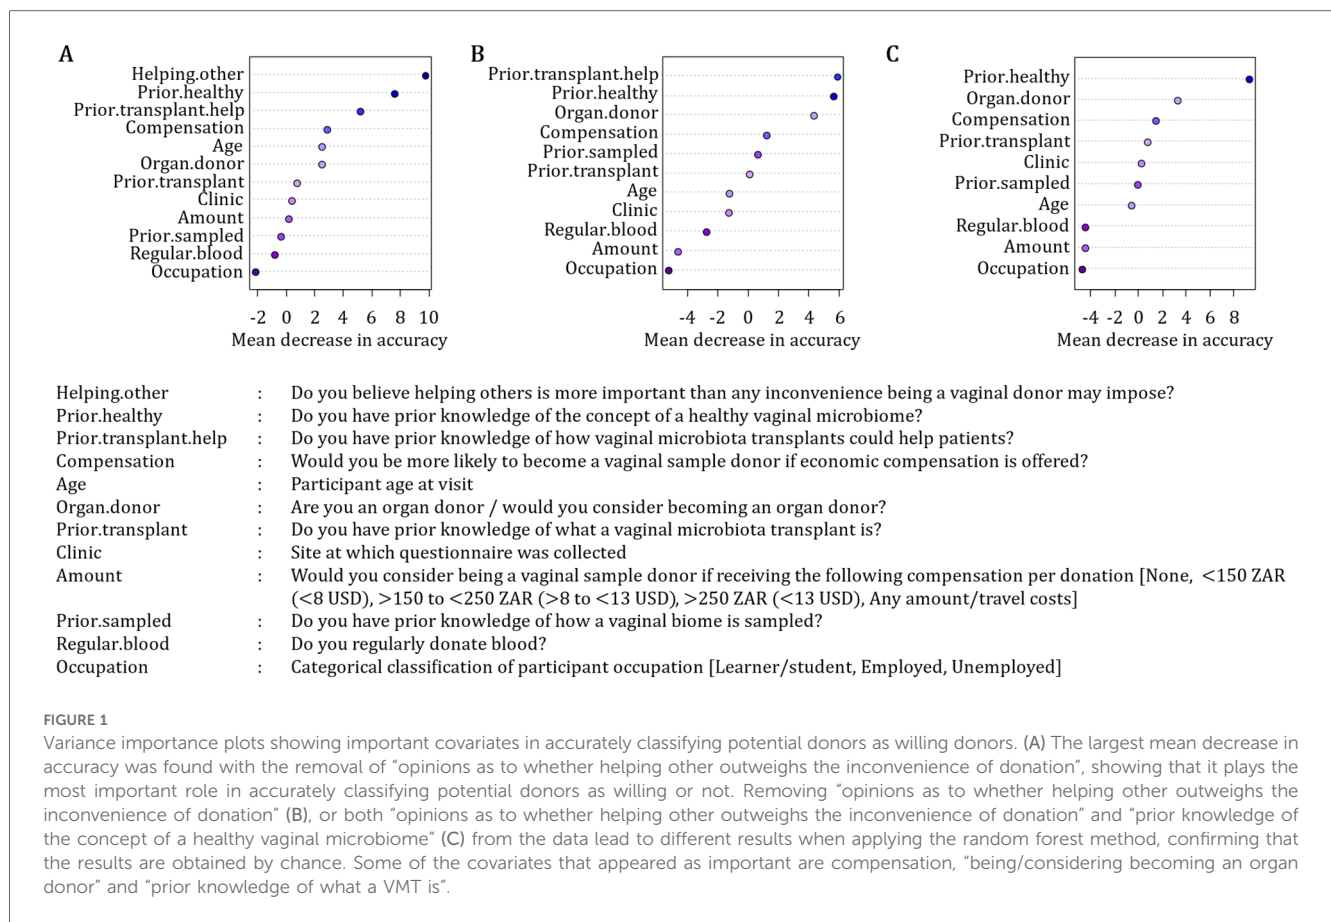 A
Helping.other
Prior.healthy
Prior.transplant.help
Compensation
Age
Organ.donor
Prior.transplant
Clinic
Amount
Prior.sampled
Regular.blood
Occupation
-2 0 2 4 6 8 10
Mean decrease in accuracy
B
Prior.transplant.help
Prior.healthy
Organ.donor
Compensation
Prior.sampled
Prior.transplant
Age
Clinic
Regular.blood
Amount
Occupation
-4 -2 0 2 4 6
Mean decrease in accuracy
C
Prior.healthy
Organ.donor
Compensation
Prior.transplant
Clinic
Prior.sampled
Age
Regular.blood
Amount
Occupation
-4 -2 0 2 4 6 8
Mean decrease in accuracy
Helping.other : Do you believe helping others is more important than any inconvenience being a vaginal donor may impose?
Prior.healthy : Do you have prior knowledge of the concept of a healthy vaginal microbiome?
Prior.transplant.help : Do you have prior knowledge of how vaginal microbiota transplants could help patients?
Compensation : Would you be more likely to become a vaginal sample donor if economic compensation is offered?
Age : Participant age at visit
Organ.donor : Are you an organ donor / would you consider becoming an organ donor?
Prior.transplant : Do you have prior knowledge of what a vaginal microbiota transplant is?
Clinic : Site at which questionnaire was collected
Amount : Would you consider being a vaginal sample donor if receiving the following compensation per donation [None, <150 ZAR
(<8 USD), >150 to <250 ZAR (>8 to <13 USD), >250 ZAR (<13 USD), Any amount/travel costs]
Prior.sampled : Do you have prior knowledge of how a vaginal biome is sampled?
Regular.blood : Do you regularly donate blood?
Occupation : Categorical classification of participant occupation [Learner/student, Employed, Unemployed]
FIGURE 1
Variance importance plots showing important covariates in accurately classifying potential donors as willing donors. (A) The largest mean decrease in
accuracy was found with the removal of “opinions as to whether helping other outweighs the inconvenience of donation”, showing that it plays the
most important role in accurately classifying potential donors as willing or not. Removing “opinions as to whether helping other outweighs the
inconvenience of donation” (B), or both “opinions as to whether helping other outweighs the inconvenience of donation” and “prior knowledge of
the concept of a healthy vaginal microbiome” (C) from the data lead to different results when applying the random forest method, confirming that
the results are obtained by chance. Some of the covariates that appeared as important are compensation, “being/considering becoming an organ
donor” and “prior knowledge of what a VMT is”.